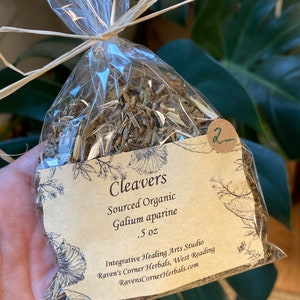 2-
Cleavers
Sourced Organic
Galium aparine
.5 oz
Integrative Healing Arts Studio
Raven's Corner Herbals, West Reading
RavensCornerHerbals.com